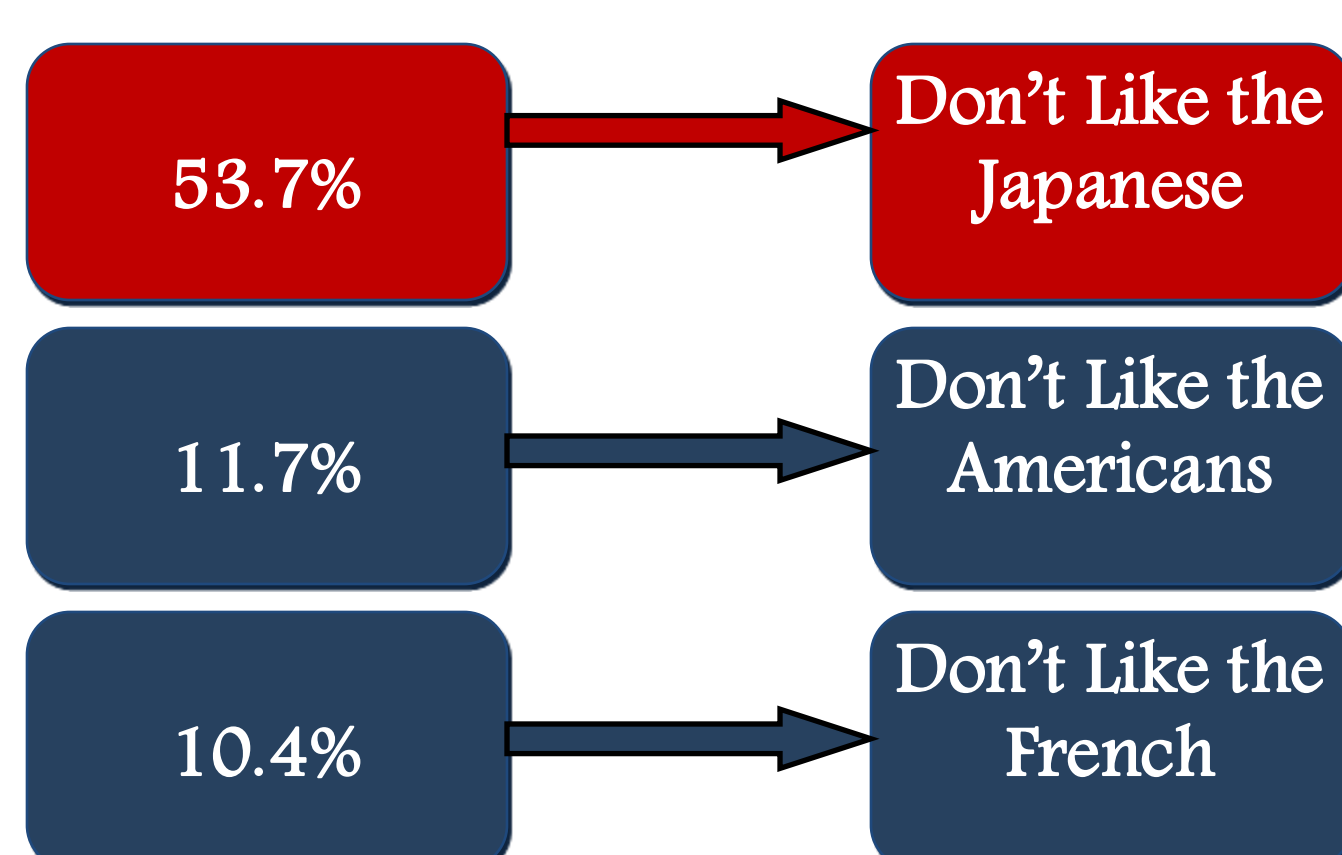 53.7%
Don’t Like the
Japanese
11.7%
Don’t Like the
Americans
10.4%
Don’t Like the
French